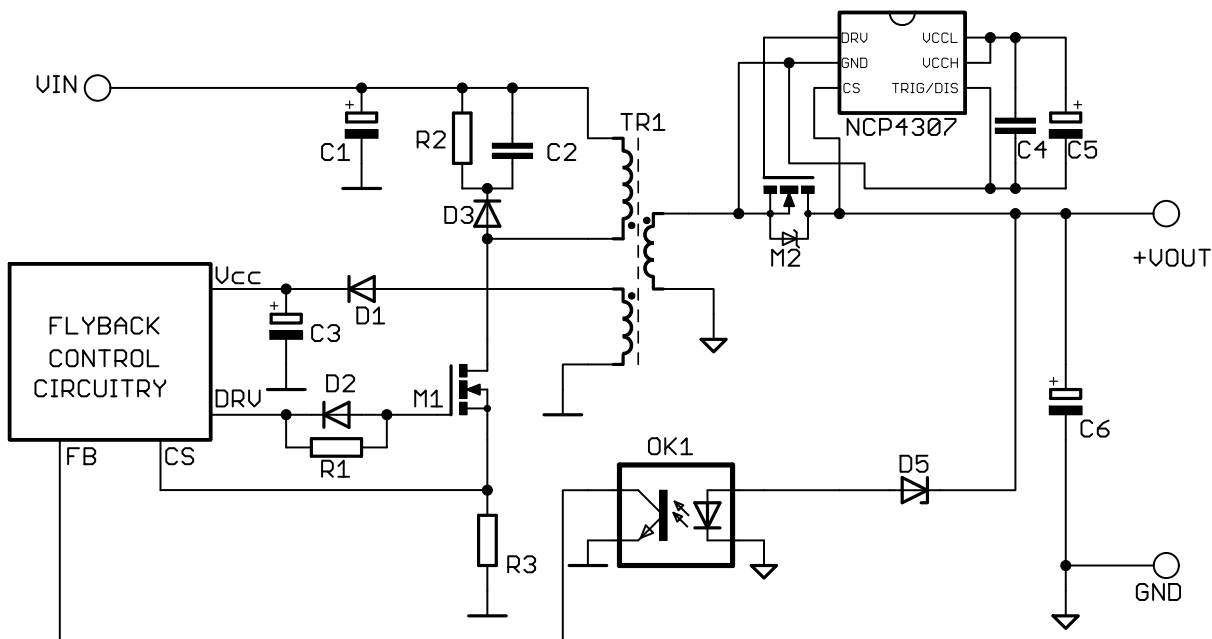 DRV
VCCL
GND
VCCH
CS
TRIG/DIS
NCP4307
VIN
+
C1
R2
C2
TR1
+
C4
C5
D3
M2
+VOUT
Vcc
FLYBACK
CONTROL
CIRCUITRY
+
C3
D1
DRV
D2
M1
R1
FB
CS
+
C6
OK1
D5
R3
GND